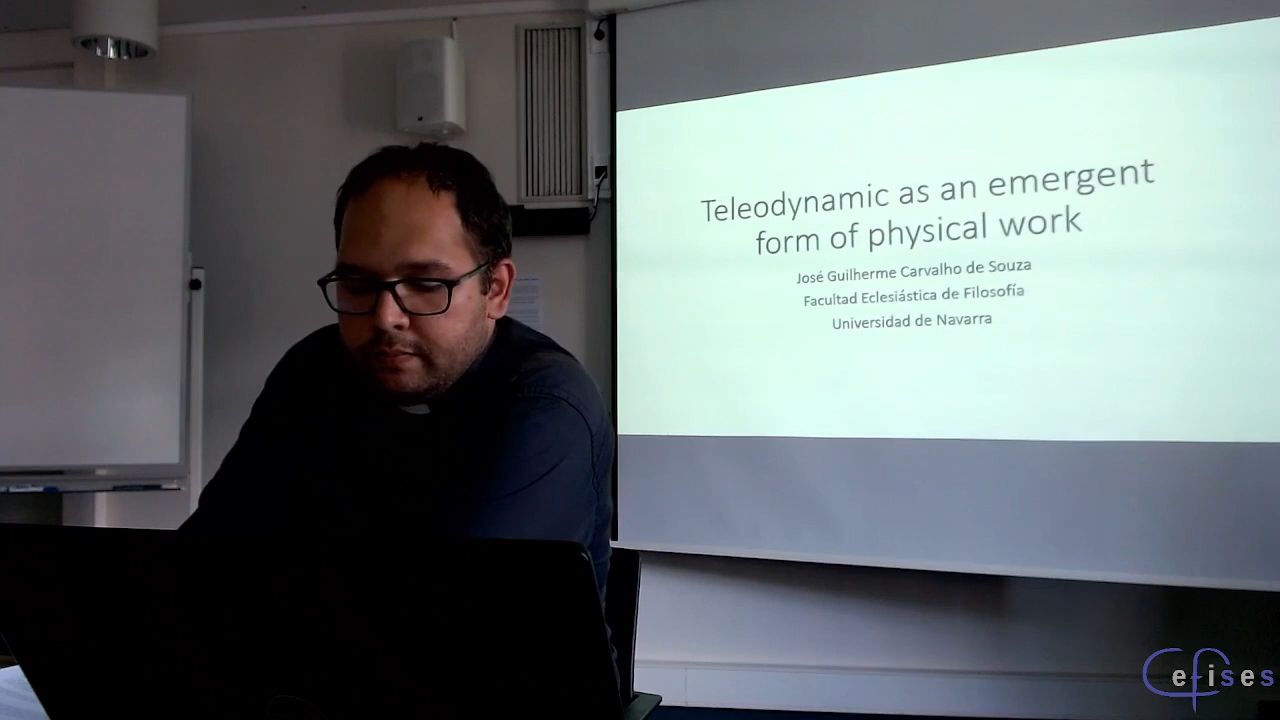 Teleodynamic as an emergent
form of physical work
José Guilherme Carvalho de Souza
Facultad Eclesiástica de Filosofía
Universidad de Navarra
Cefises